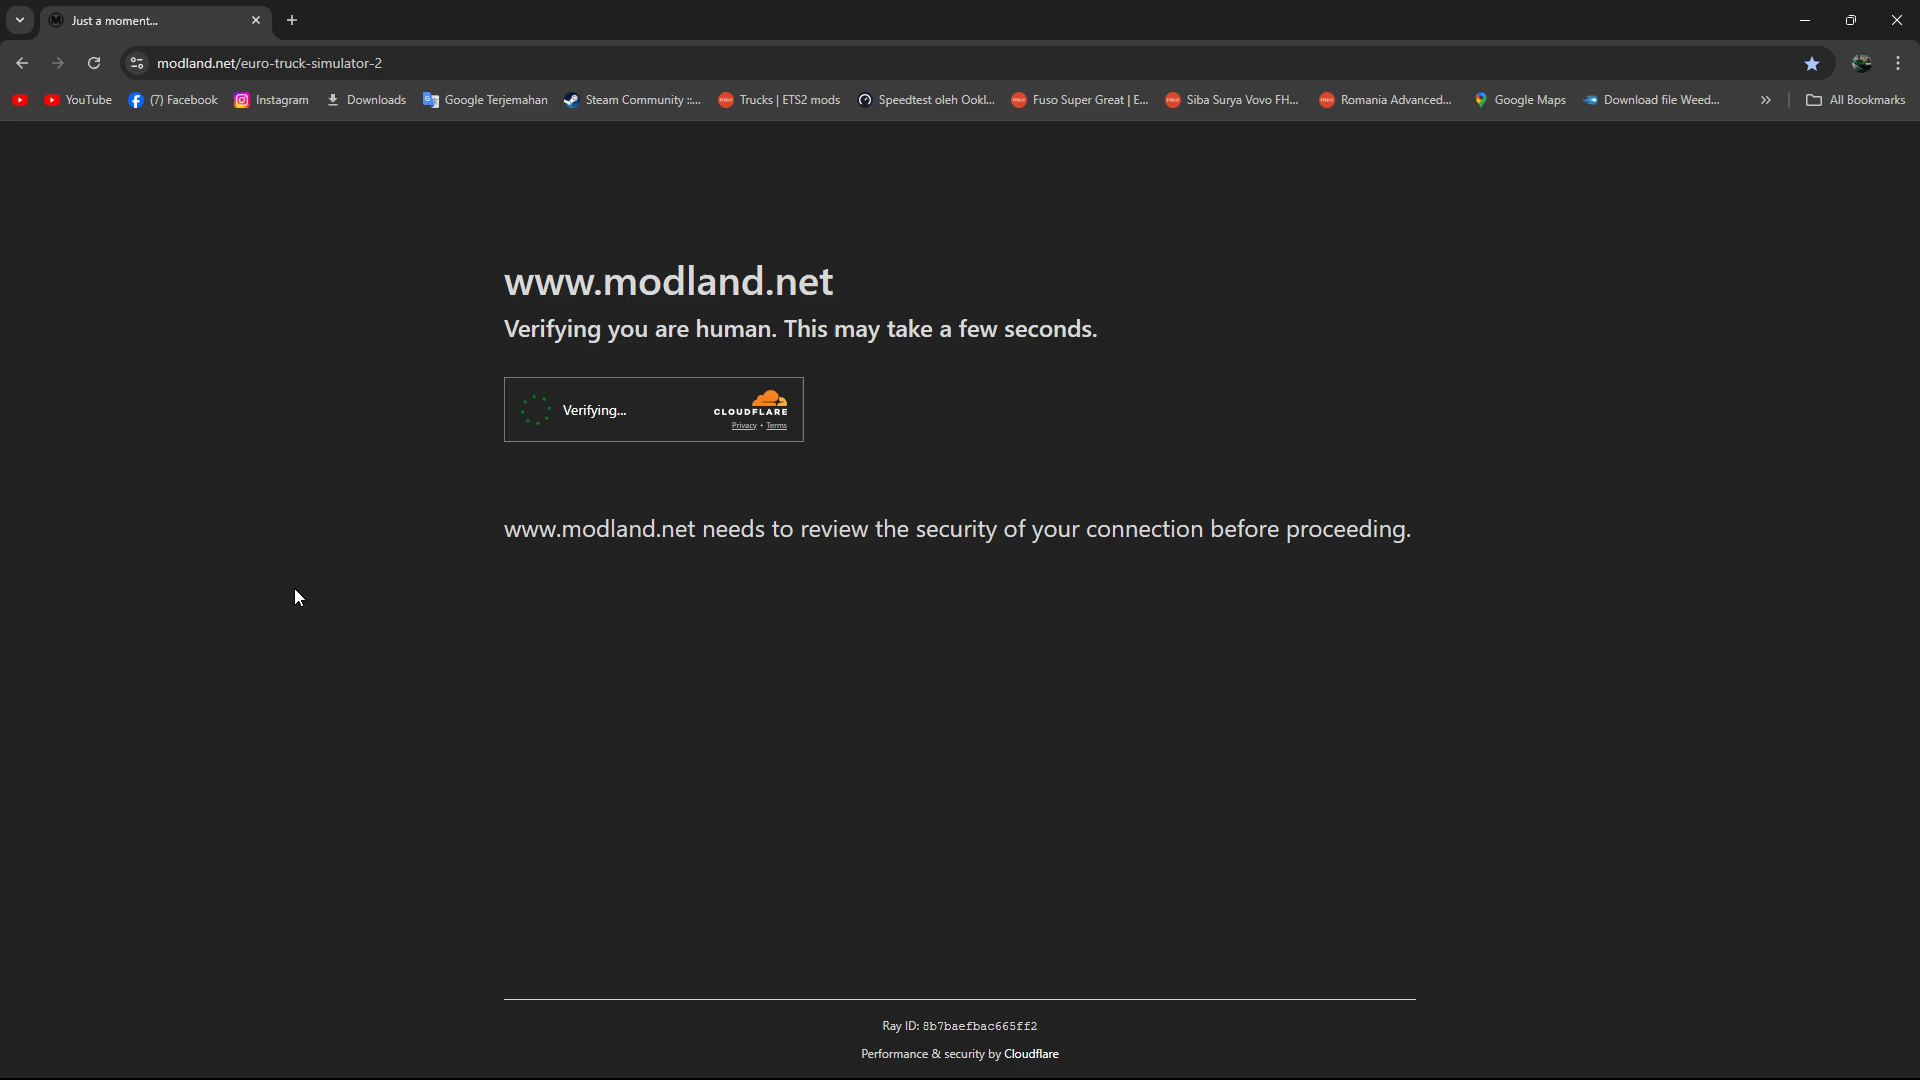 Just a moment...
modland.net/euro-truck-simulator-2
YouTube
(7) Facebook
Instagram
Downloads
Google Terjemahan
Steam Community ::...
Trucks | ETS2 mods
Speedtest oleh Ookl...
Fuso Super Great | E...
Siba Surya Vovo FH...
Romania Advanced...
Google Maps
Download file Weed...
All Bookmarks
www.modland.net
Verifying you are human. This may take a few seconds.
Verifying...
CLOUDFLARE
Privacy • Terms
www.modland.net needs to review the security of your connection before proceeding.
Ray ID: 8b7baefbac665ff2
Performance & security by Cloudflare